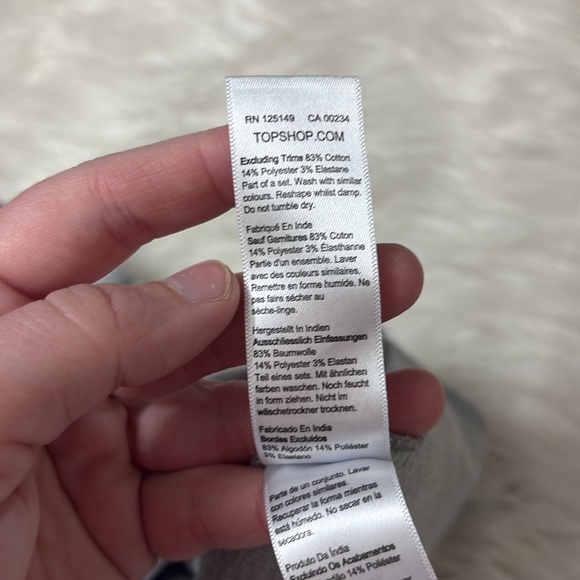 RN 125149 CA 00234
TOPSHOP.COM
Excluding Trims 83% Cotton
14% Polyester 3% Elastane
Part of a set. Wash with similar
colours. Reshape whilst damp.
Do not tumble dry.
Fabriqué En Inde
Sauf Garnitures 83% Coton
14% Polyester 3% Élasthanne
Partie d'un ensemble. Laver
avec des couleurs similaires.
Remettre en forme humide. Ne
pas faire sécher au
sèche-linge.
Hergestellt in Indien
Ausschliesslich Einfassungen
83% Baumwolle
14% Polyester 3% Elastan
Teil eines sets. Mit ähnlichen
farben waschen. Noch feucht
in form ziehen. Nicht im
wäschetrockner trocknen.
Fabricado En India
Bordes Excluidos
83% Algodón 14% Poliéster
3% Elastano
Parte de un conjunto. Lavar
con colores similares.
Recuperar la forma mientras
está húmedo. No secar en la
secadora.
Produto Da Índia
Excluindo Os Acabamentos
14% Poliéster